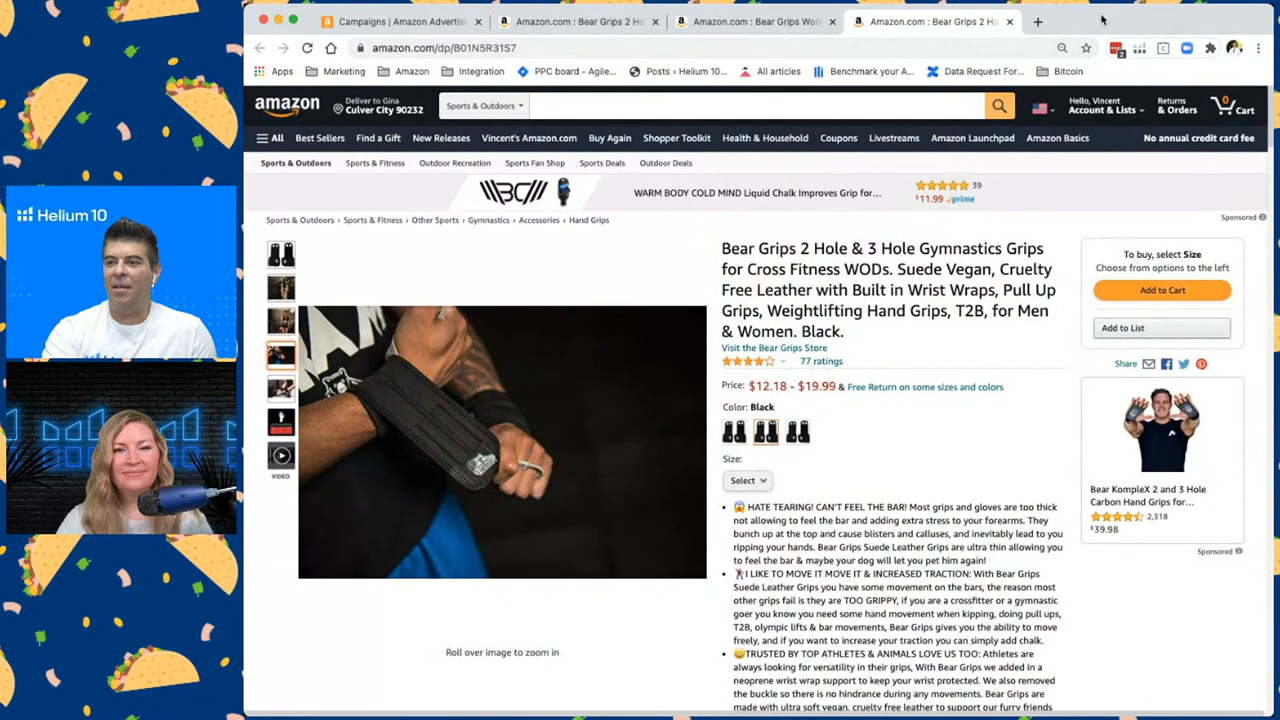 Campaigns | Amazon Advertisi
Amazon.com : Bear Grips 2 Ho
Amazon.com : Bear Grips Wor
Amazon.com : Bear Grips 2 Ho
amazon.com/dp/B01N5R31S7
2
Apps
Marketing
Amazon
Integration
PPC board - Agile...
Posts ‹ Helium 10...
All articles
Benchmark your A...
Data Request For...
Bitcoin
amazon
Deliver to Gina
Culver City 90232
Sports & Outdoors
Hello, Vincent
Account & Lists
Returns
& Orders
0
Cart
All
Best Sellers
Find a Gift
New Releases
Vincent's Amazon.com
Buy Again
Shopper Toolkit
Health & Household
Coupons
Livestreams
Amazon Launchpad
Amazon Basics
No annual credit card fee
Sports & Outdoors
Sports & Fitness
Outdoor Recreation
Sports Fan Shop
Sports Deals
Outdoor Deals
WARM BODY COLD MIND Liquid Chalk Improves Grip for...
39
$11.99 prime
Sponsored
Sports & Outdoors › Sports & Fitness › Other Sports › Gymnastics › Accessories › Hand Grips
Helium 10
VIDEO
Roll over image to zoom in
Bear Grips 2 Hole & 3 Hole Gymnastics Grips
for Cross Fitness WODs. Suede Vegan, Cruelty
Free Leather with Built in Wrist Wraps, Pull Up
Grips, Weightlifting Hand Grips, T2B, for Men
& Women. Black.
Visit the Bear Grips Store
77 ratings
Price: $12.18 - $19.99 & Free Return on some sizes and colors
Color: Black
Size:
Select
• 😱 HATE TEARING! CAN'T FEEL THE BAR! Most grips and gloves are too thick
not allowing to feel the bar and adding extra stress to your forearms. They
bunch up at the top and cause blisters and calluses, and inevitably lead to you
ripping your hands. Bear Grips Suede Leather Grips are ultra thin allowing you
to feel the bar & maybe your dog will let you pet him again!
• I LIKE TO MOVE IT MOVE IT & INCREASED TRACTION: With Bear Grips
Suede Leather Grips you have some movement on the bars, the reason most
other grips fail is they are TOO GRIPPY, if you are a crossfitter or a gymnastic
goer you know you need some hand movement when kipping, doing pull ups,
T2B, olympic lifts & bar movements, Bear Grips gives you the ability to move
freely, and if you want to increase your traction you can simply add chalk.
• TRUSTED BY TOP ATHLETES & ANIMALS LOVE US TOO: Athletes are
always looking for versatility in their grips, With Bear Grips we added in a
neoprene wrist wrap support to keep your wrist protected. We also removed
the buckle so there is no hindrance during any movements. Bear Grips are
made with ultra soft vegan, cruelty free leather to support our furry friends
To buy, select Size
Choose from options to the left
Add to Cart
Add to List
Share
Bear KompleX 2 and 3 Hole
Carbon Hand Grips for...
2,318
$39.98
Sponsored